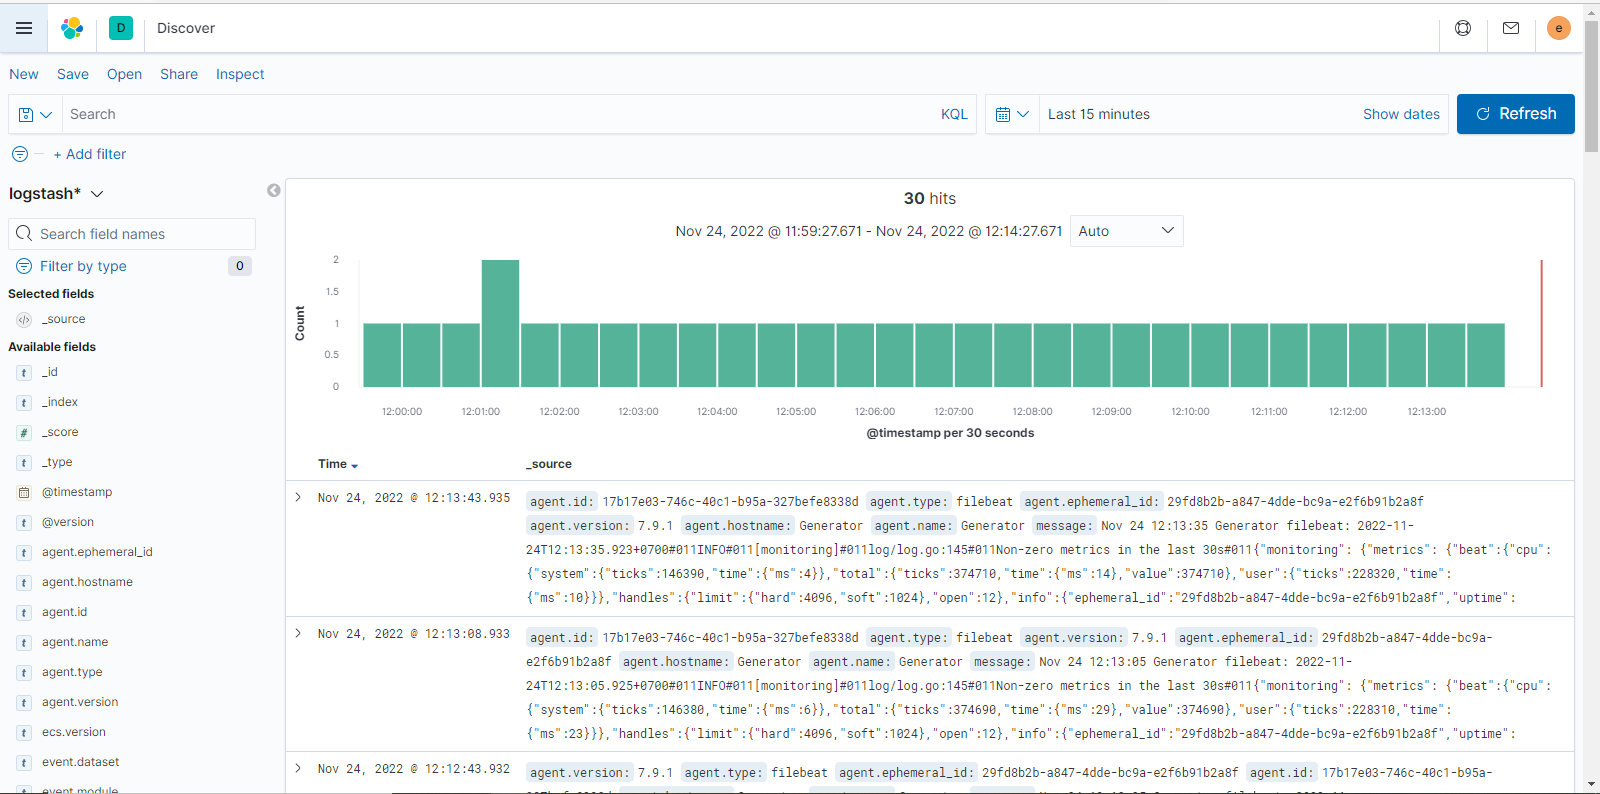 D Discover e
New Save Open Share Inspect
Search KQL Last 15 minutes Show dates Refresh
+ Add filter
logstash*
Search field names
Filter by type 0
Selected fields
_source
Available fields
_id
_index
_score
_type
@timestamp
@version
agent.ephemeral_id
agent.hostname
agent.id
agent.name
agent.type
agent.version
ecs.version
event.dataset
event.module
30 hits
Nov 24, 2022 @ 11:59:27.671 - Nov 24, 2022 @ 12:14:27.671 Auto
Count
2
1.5
1
0.5
0
12:00:00 12:01:00 12:02:00 12:03:00 12:04:00 12:05:00 12:06:00 12:07:00 12:08:00 12:09:00 12:10:00 12:11:00 12:12:00 12:13:00
@timestamp per 30 seconds
Time _source
Nov 24, 2022 @ 12:13:43.935 agent.id: 17b17e03-746c-40c1-b95a-327befe8338d agent.type: filebeat agent.ephemeral_id: 29fd8b2b-a847-4dde-bc9a-e2f6b91b2a8f
agent.version: 7.9.1 agent.hostname: Generator agent.name: Generator message: Nov 24 12:13:35 Generator filebeat: 2022-11-
24T12:13:35.923+0700#011INFO#011[monitoring]#011log/log.go:145#011Non-zero metrics in the last 30s#011{"monitoring": {"metrics": {"beat":{"cpu":
{"system":{"ticks":146390,"time":{"ms":4}},"total":{"ticks":374710,"time":{"ms":14},"value":374710},"user":{"ticks":228320,"time":
{"ms":10}}},"handles":{"limit":{"hard":4096,"soft":1024},"open":12},"info":{"ephemeral_id":"29fd8b2b-a847-4dde-bc9a-e2f6b91b2a8f","uptime":
Nov 24, 2022 @ 12:13:08.933 agent.id: 17b17e03-746c-40c1-b95a-327befe8338d agent.type: filebeat agent.version: 7.9.1 agent.ephemeral_id: 29fd8b2b-a847-4dde-bc9a-
e2f6b91b2a8f agent.hostname: Generator agent.name: Generator message: Nov 24 12:13:05 Generator filebeat: 2022-11-
24T12:13:05.925+0700#011INFO#011[monitoring]#011log/log.go:145#011Non-zero metrics in the last 30s#011{"monitoring": {"metrics": {"beat":{"cpu":
{"system":{"ticks":146380,"time":{"ms":6}},"total":{"ticks":374690,"time":{"ms":29},"value":374690},"user":{"ticks":228310,"time":
{"ms":23}}},"handles":{"limit":{"hard":4096,"soft":1024},"open":12},"info":{"ephemeral_id":"29fd8b2b-a847-4dde-bc9a-e2f6b91b2a8f","uptime":
Nov 24, 2022 @ 12:12:43.932 agent.version: 7.9.1 agent.type: filebeat agent.ephemeral_id: 29fd8b2b-a847-4dde-bc9a-e2f6b91b2a8f agent.id: 17b17e03-746c-40c1-b95a-